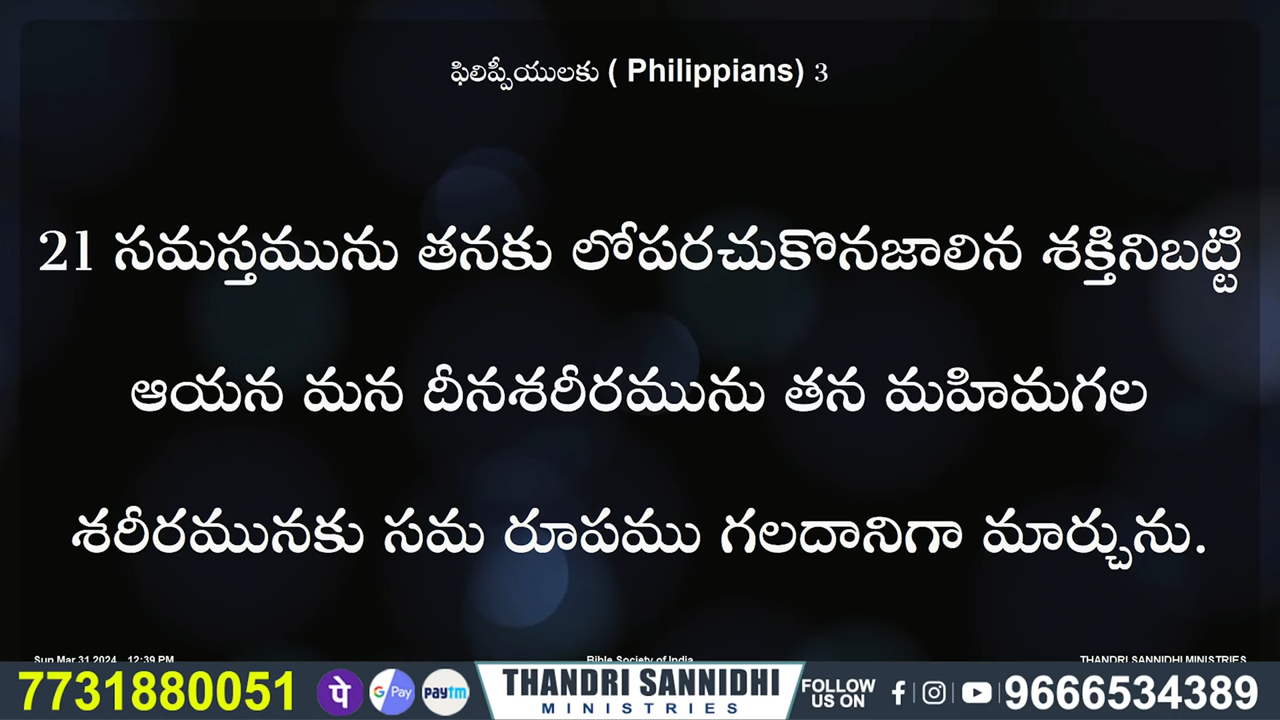 ఫిలిప్పీయులకు ( Philippians) 3
21 సమస్తమును తనకు లోపరచుకొనజాలిన శక్తినిబట్టి
ఆయన మన దీనశరీరమును తన మహిమగల
శరీరమునకు సమ రూపము గలదానిగా మార్చును.
Sun Mar 31 2024 12:39 PM
Bible Society of India
THANDRI SANNIDHI MINISTRIES
7731880051
पे
G Pay
paytm
THANDRI SANNIDHI
MINISTRIES
FOLLOW
US ON
9666534389